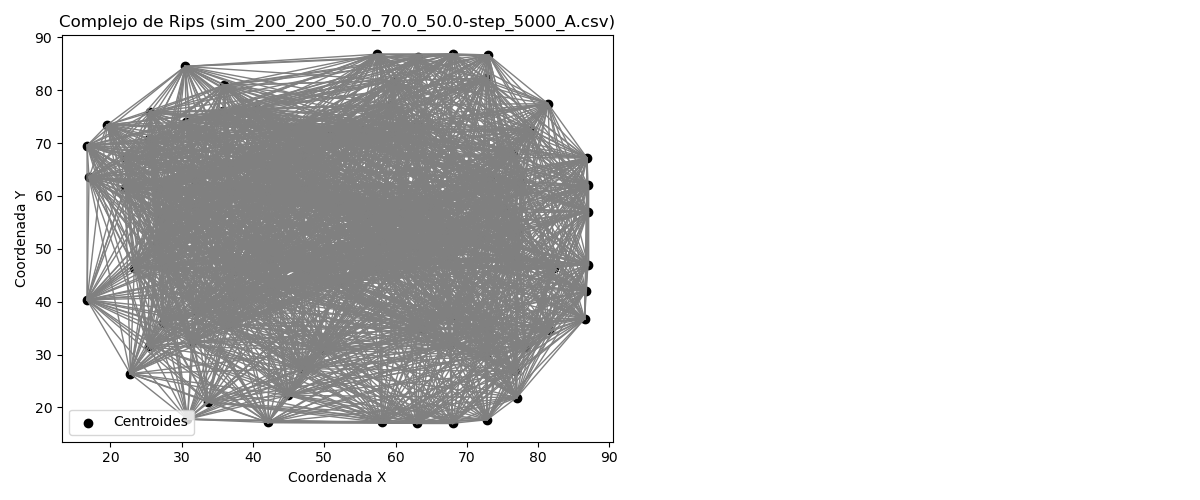 Complejo de Rips (sim_200_200_50.0_70.0_50.0-step_5000_A.csv)
90
80
70
60
50
40
30
20
Coordenada Y
Centroides
20 30 40 50 60 70 80 90
Coordenada X